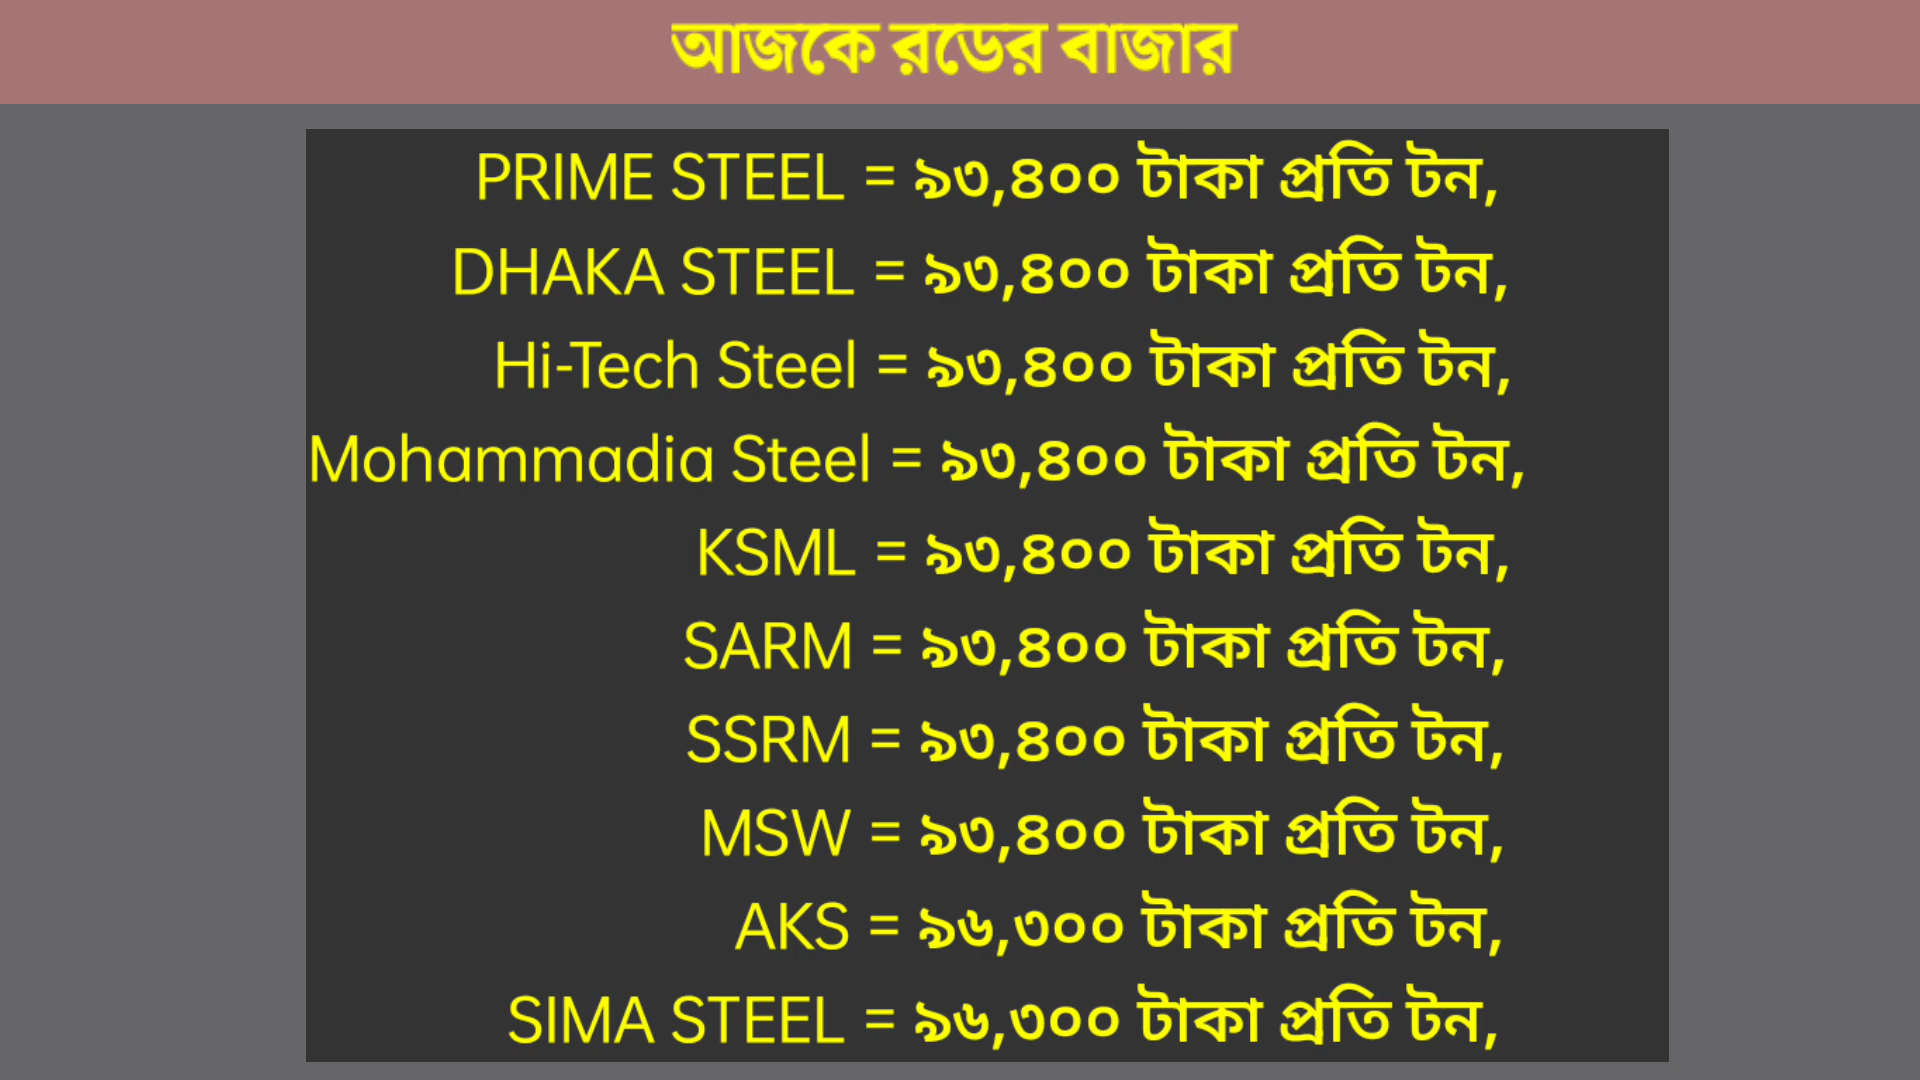 আজকে রডের বাজার
PRIME STEEL = ৯৩,৪০০ টাকা প্রতি টন,
DHAKA STEEL = ৯৩,৪০০ টাকা প্রতি টন,
Hi-Tech Steel = ৯৩,৪০০ টাকা প্রতি টন,
Mohammadia Steel = ৯৩,৪০০ টাকা প্রতি টন,
KSML = ৯৩,৪০০ টাকা প্রতি টন,
SARM = ৯৩,৪০০ টাকা প্রতি টন,
SSRM = ৯৩,৪০০ টাকা প্রতি টন,
MSW = ৯৩,৪০০ টাকা প্রতি টন,
AKS = ৯৬,৩০০ টাকা প্রতি টন,
SIMA STEEL = ৯৬,৩০০ টাকা প্রতি টন,